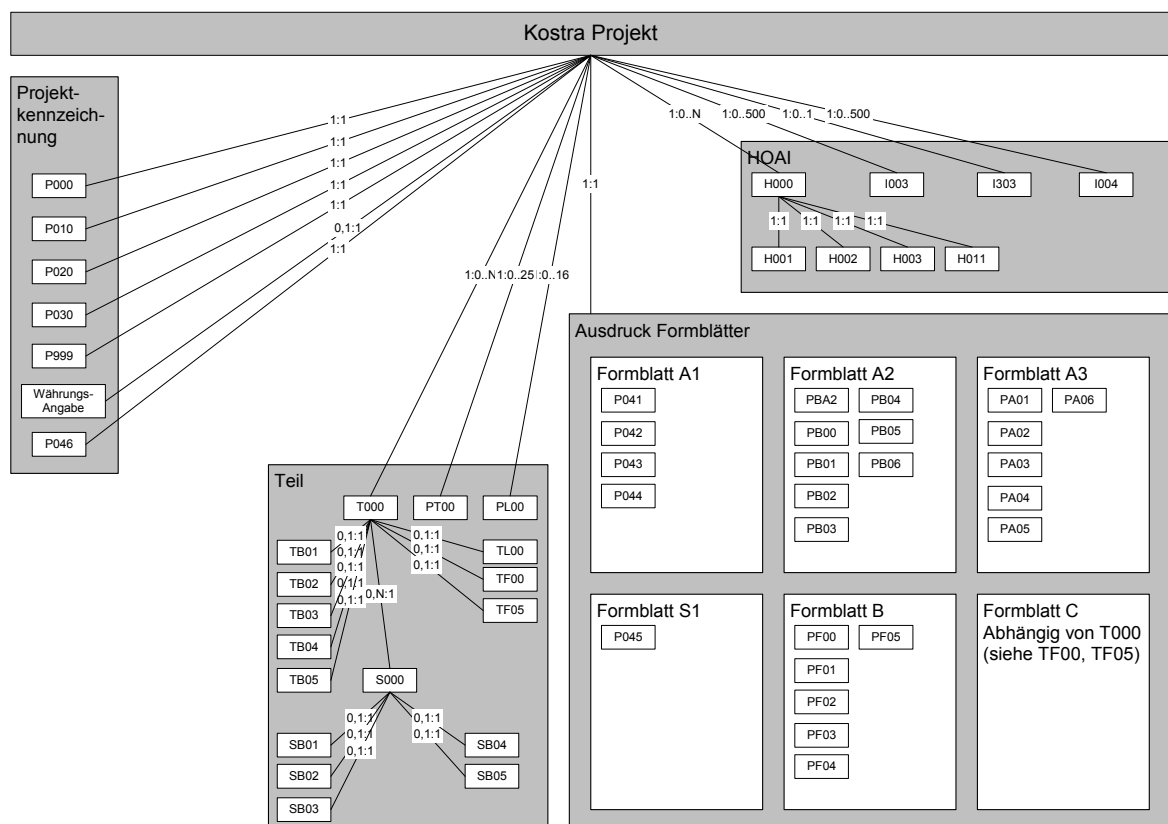 Kostra Projekt
Projekt-
kennzeich-
nung
P000
P010
P020
P030
P999
Währungs-
Angabe
P046
1:1
1:1
1:1
1:1
1:1
0,1:1
1:1
1:0..N
1:0..25
:0..16
1:1
1:0..N
1:0..500
1:0..1
1:0..500
HOAI
H000
I003
I303
I004
1:1
1:1
1:1
1:1
H001
H002
H003
H011
Teil
T000
PT00
PL00
0,1:1
0,1:1
0,1:1
0,1:1
0,1:1
0,N:1
0,1:1
0,1:1
0,1:1
TB01
TB02
TB03
TB04
TB05
TL00
TF00
TF05
S000
0,1:1
0,1:1
0,1:1
0,1:1
0,1:1
SB01
SB02
SB03
SB04
SB05
Ausdruck Formblätter
Formblatt A1
P041
P042
P043
P044
Formblatt A2
PBA2
PB04
PB00
PB05
PB01
PB06
PB02
PB03
Formblatt A3
PA01
PA06
PA02
PA03
PA04
PA05
Formblatt S1
P045
Formblatt B
PF00
PF05
PF01
PF02
PF03
PF04
Formblatt C
Abhängig von T000
(siehe TF00, TF05)